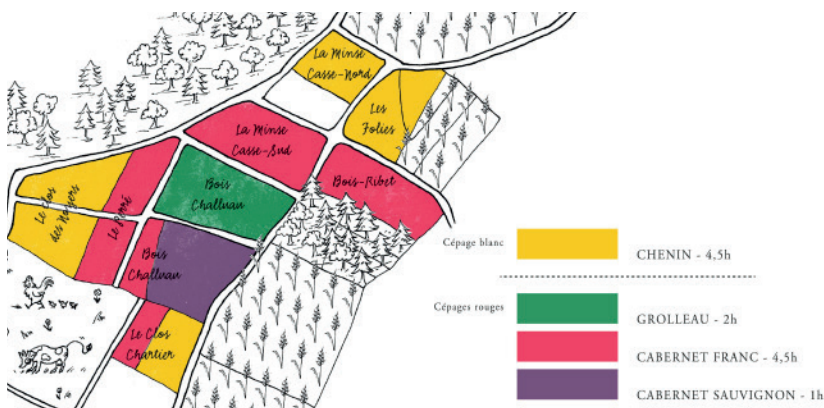 La Minse
Casse-Nord
Les
Folies
La Minse
Casse-Sud
Bois-Ribet
Bois
Challuau
Le Clos
des Noyers
Le Perré
Bois
Challuau
Le Clos
Chartier
Cépage blanc
CHENIN - 4,5h
Cépages rouges
GROLLEAU - 2h
CABERNET FRANC - 4,5h
CABERNET SAUVIGNON - 1h